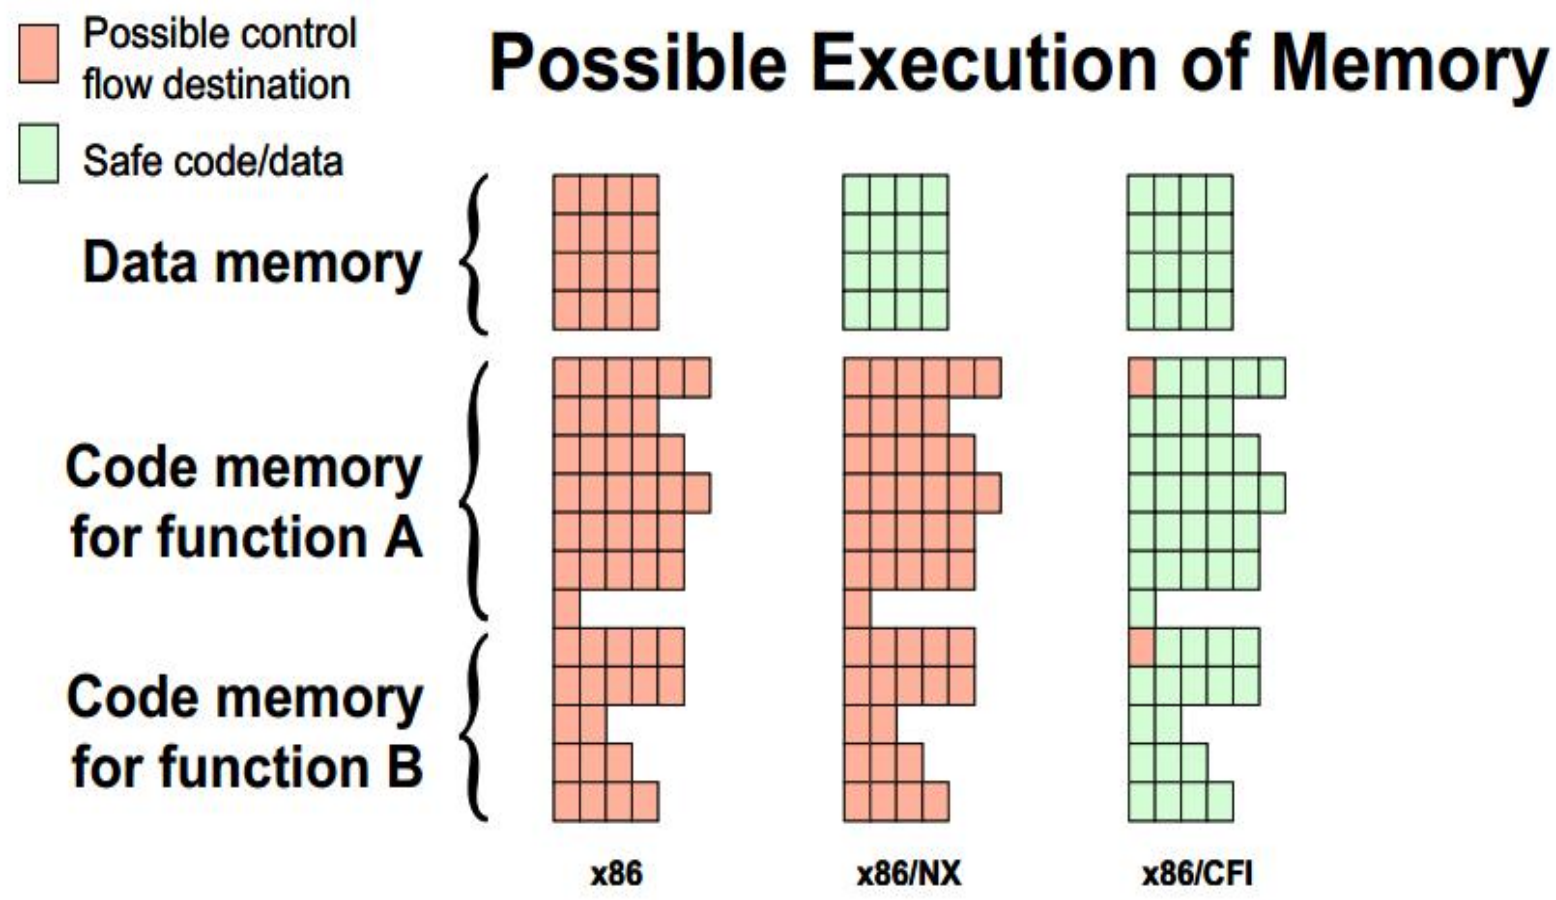 Possible control
flow destination
Safe code/data
Possible Execution of Memory
Data memory
Code memory
for function A
Code memory
for function B
x86
x86/NX
x86/CFI